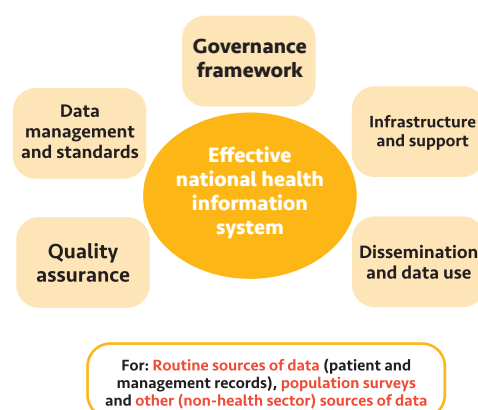 Governance
framework
Data
management
and standards
Infrastructure
and support
Effective
national health
information
system
Quality
assurance
Dissemination
and data use
For: Routine sources of data (patient and
management records), population surveys
and other (non-health sector) sources of data